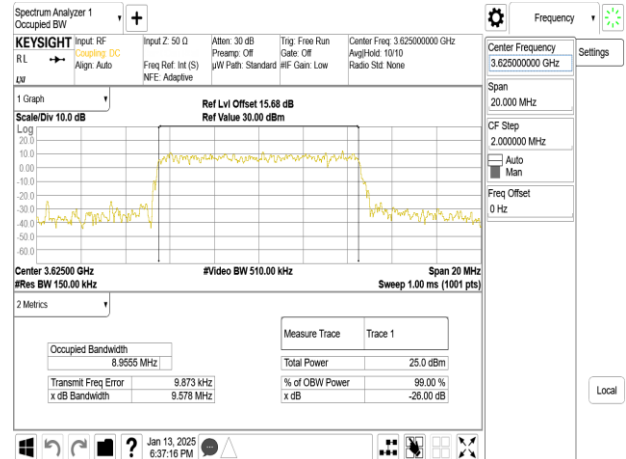 Spectrum Analyzer 1
Occupied BW
Frequency
KEYSIGHT
RL
Input: RF
Coupling: DC
Align: Auto
Input Z: 50 Ω
Freq Ref: Int (S)
NFE: Adaptive
Atten: 30 dB
Preamp: Off
µW Path: Standard
Trig: Free Run
Gate: Off
#IF Gain: Low
Center Freq: 3.625000000 GHz
Avg|Hold: 10/10
Radio Std: None
Center Frequency
3.625000000 GHz
Settings
Span
20.000 MHz
CF Step
2.000000 MHz
Auto
Man
Freq Offset
0 Hz
Local
1 Graph
Scale/Div 10.0 dB
Ref Lvl Offset 15.68 dB
Ref Value 30.00 dBm
Log
20.0
10.0
0.00
-10.0
-20.0
-30.0
-40.0
-50.0
-60.0
Center 3.62500 GHz
#Video BW 510.00 kHz
Span 20 MHz
#Res BW 150.00 kHz
Sweep 1.00 ms (1001 pts)
2 Metrics
Measure Trace Trace 1
Occupied Bandwidth
8.9555 MHz
Total Power 25.0 dBm
Transmit Freq Error 9.873 kHz
% of OBW Power 99.00 %
x dB Bandwidth 9.578 MHz
x dB -26.00 dB
?
Jan 13, 2025
6:37:16 PM